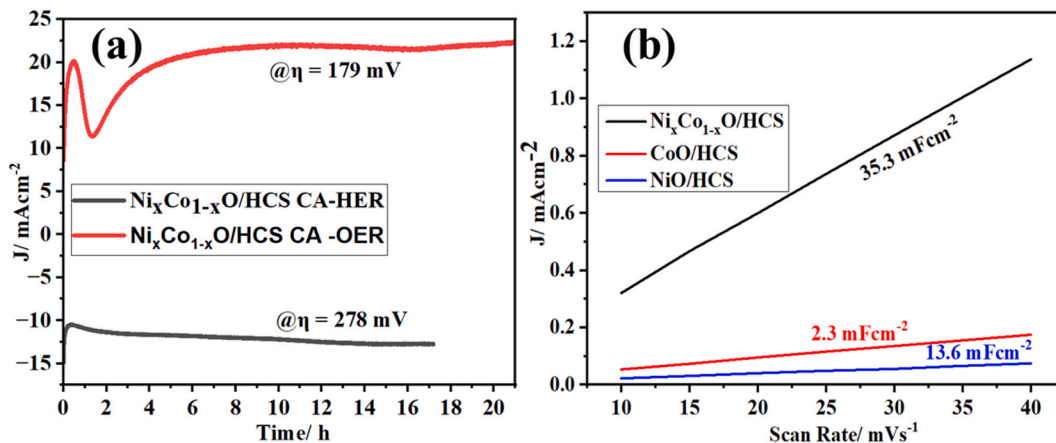 (a)
@η = 179 mV
NixCo1-xO/HCS CA-HER
NixCo1-xO/HCS CA -OER
@η = 278 mV
J/ mAcm-2
25
20
15
10
5
0
−5
−10
−15
0 2 4 6 8 10 12 14 16 18 20
Time/ h
(b)
NixCo1-xO/HCS
CoO/HCS
NiO/HCS
35.3 mFcm-2
2.3 mFcm-2
13.6 mFcm-2
J/ mAcm-2
1.2
1.0
0.8
0.6
0.4
0.2
0.0
10 15 20 25 30 35 40
Scan Rate/ mVs-1